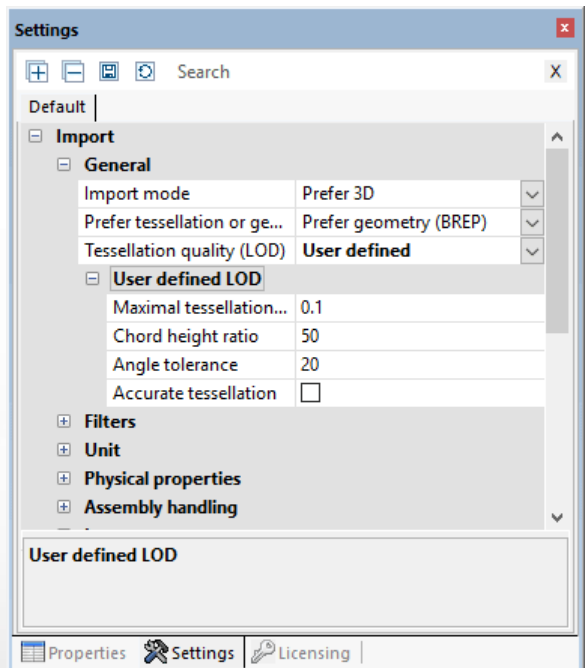 Settings
Search X
Default
Import
General
Import mode Prefer 3D
Prefer tessellation or ge... Prefer geometry (BREP)
Tessellation quality (LOD) User defined
User defined LOD
Maximal tessellation... 0.1
Chord height ratio 50
Angle tolerance 20
Accurate tessellation
Filters
Unit
Physical properties
Assembly handling
User defined LOD
Properties Settings Licensing